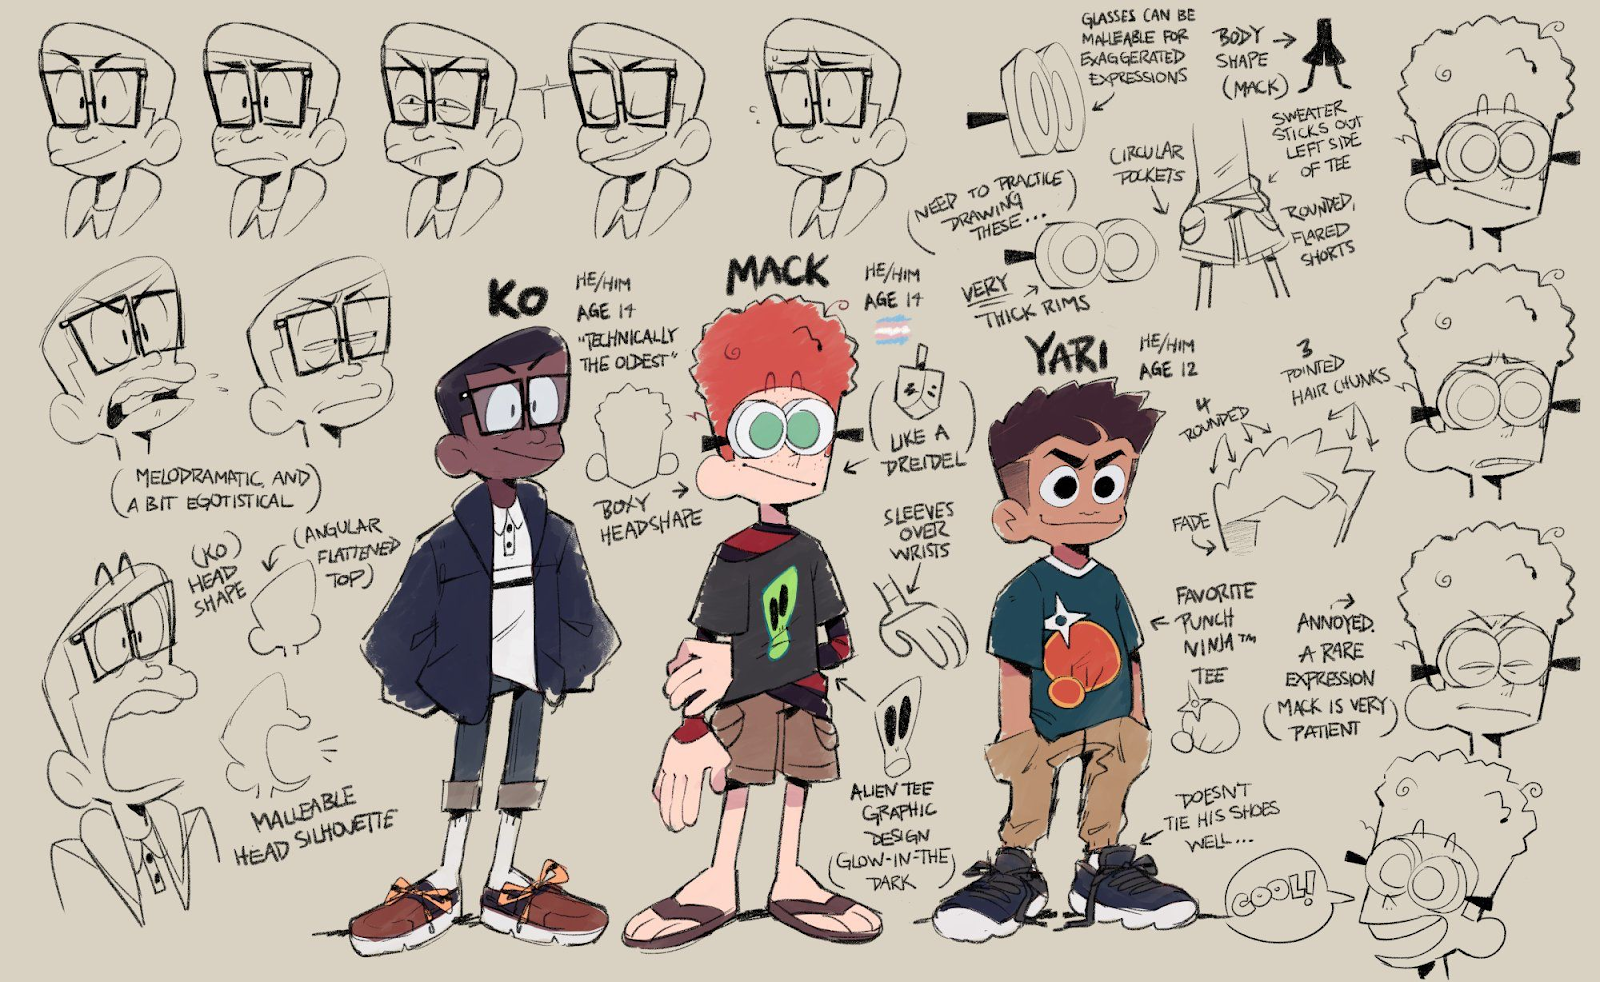 GLASSES CAN BE
MALLEABLE FOR
EXAGGERATED
EXPRESSIONS
BODY
SHAPE
(MACK)
SWEATER
STICKS OUT
LEFT SIDE
OF TEE
CIRCULAR
POCKETS
(NEED TO PRACTICE
DRAWING
THESE...)
ROUNDED,
FLARED
SHORTS
VERY
THICK RIMS
KO
HE/HIM
AGE 14
"TECHNICALLY
THE OLDEST"
MACK
HE/HIM
AGE 14
YARI
HE/HIM
AGE 12
(LIKE A
DREIDEL)
3
POINTED
HAIR CHUNKS
4
ROUNDED
FADE
(MELODRAMATIC, AND
A BIT EGOTISTICAL)
BOXY
HEADSHAPE
SLEEVES
OVER
WRISTS
(KO)
HEAD
SHAPE
(ANGULAR
FLATTENED
TOP)
FAVORITE
PUNCH
NINJA™
TEE
ANNOYED.
A RARE
EXPRESSION
(MACK IS VERY
PATIENT)
MALLEABLE
HEAD SILHOUETTE
ALIEN TEE
GRAPHIC
DESIGN
(GLOW-IN-THE
DARK)
DOESN'T
TIE HIS SHOES
WELL...
COOL!